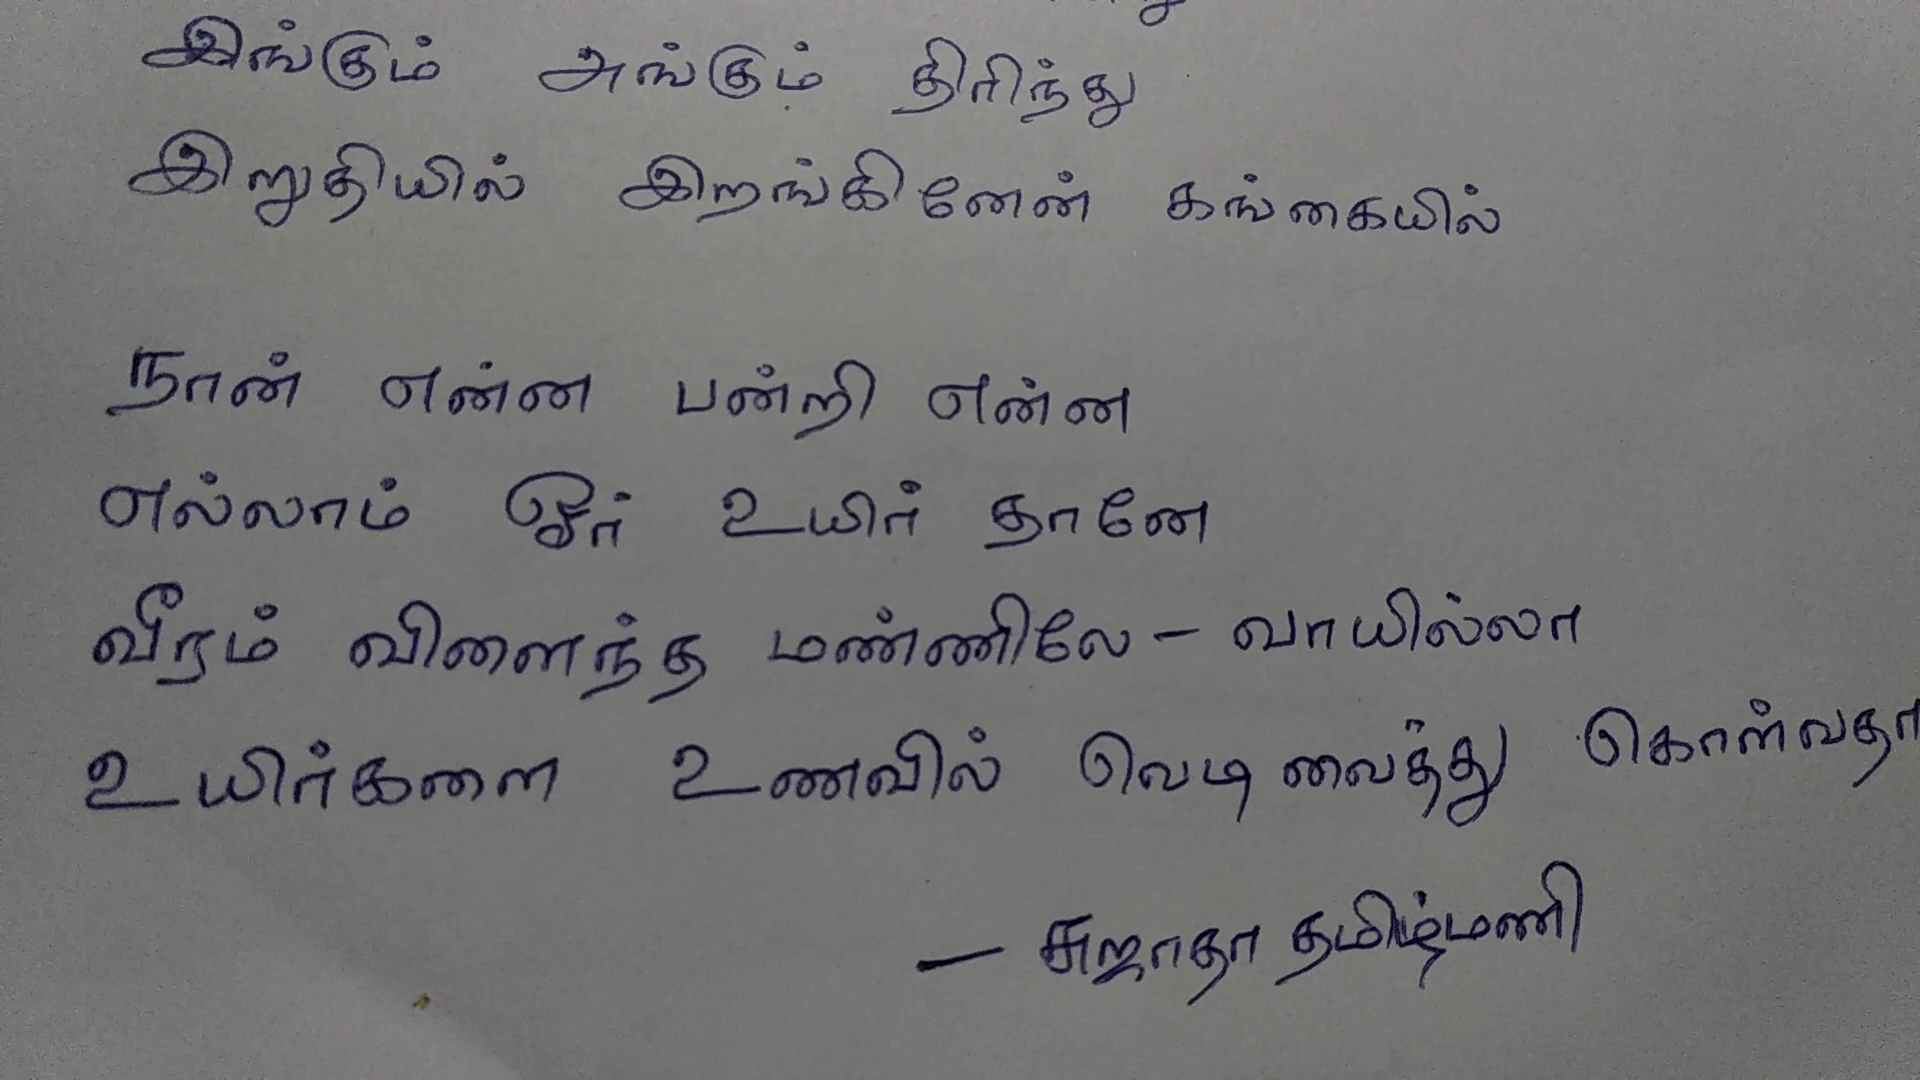 இங்கும் அங்கும் திரிந்து
இறுதியில் இறங்கினேன் கங்கையில்
நான் என்ன பன்றி என்ன
எல்லாம் ஓர் உயிர் தானே
வீரம் விளைந்த மண்ணிலே - வாயில்லா
உயிர்களை உணவில் வெடி வைத்து கொள்வதா
- சுஜாதா தமிழ்மணி